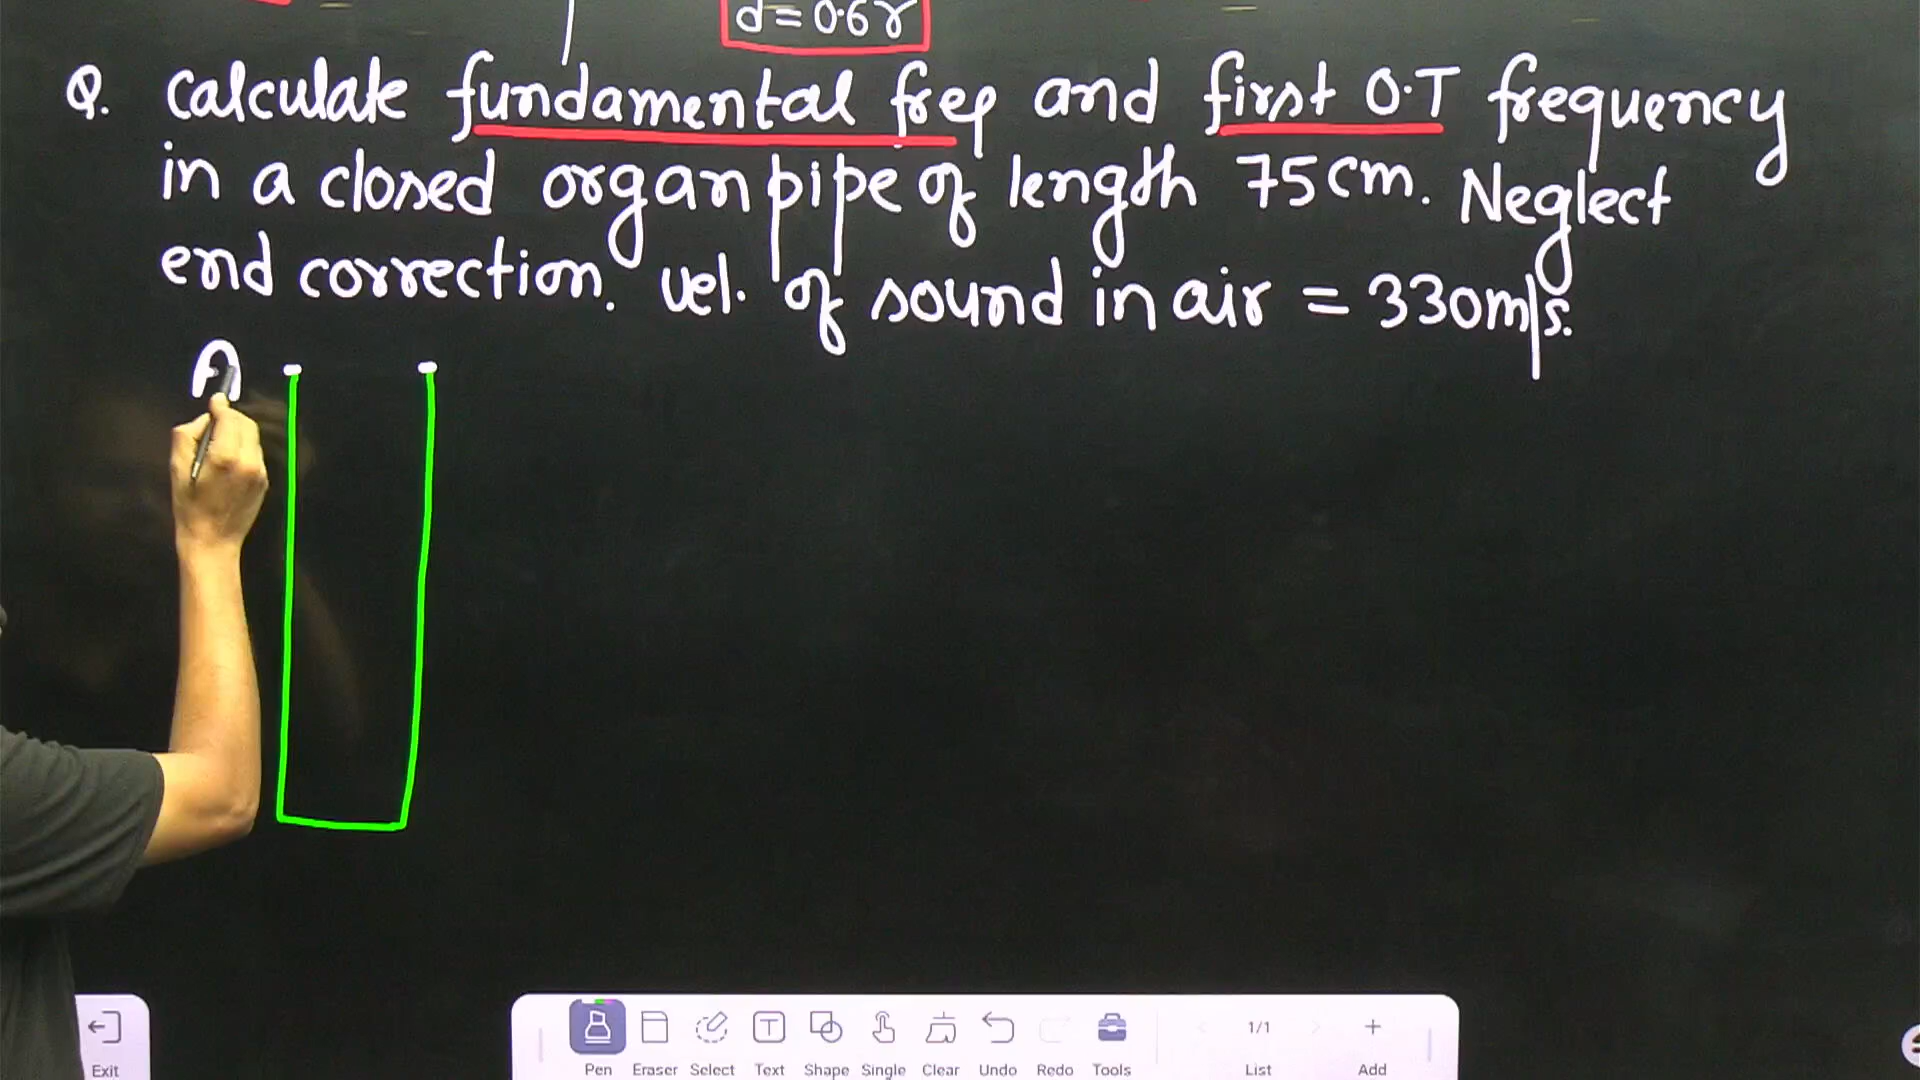 d = 0.6r
Q. Calculate fundamental freq and first O.T frequency
in a closed organ pipe of length 75cm. Neglect
end correction. Vel. of sound in air = 330m/s.
A
Exit
Pen Eraser Select Text Shape Single Clear Undo Redo Tools 1/1 List Add